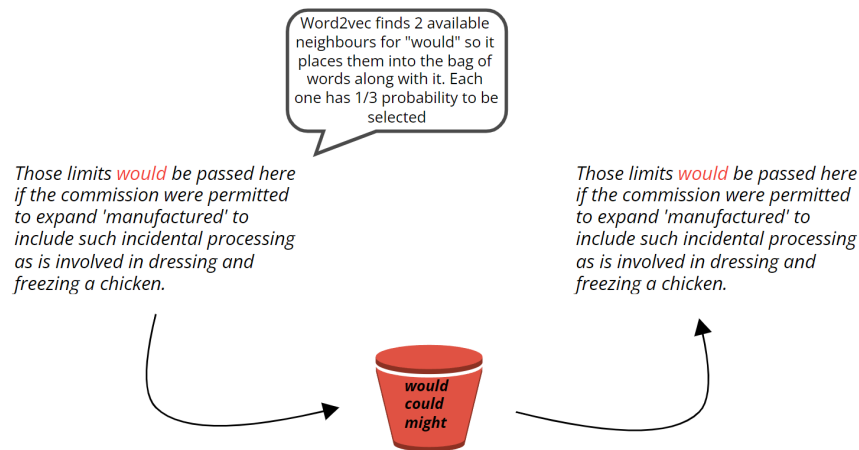 Word2vec finds 2 available
neighbours for "would" so it
places them into the bag of
words along with it. Each
one has 1/3 probability to be
selected
Those limits would be passed here
if the commission were permitted
to expand 'manufactured' to
include such incidental processing
as is involved in dressing and
freezing a chicken.
Those limits would be passed here
if the commission were permitted
to expand 'manufactured' to
include such incidental processing
as is involved in dressing and
freezing a chicken.
would
could
might